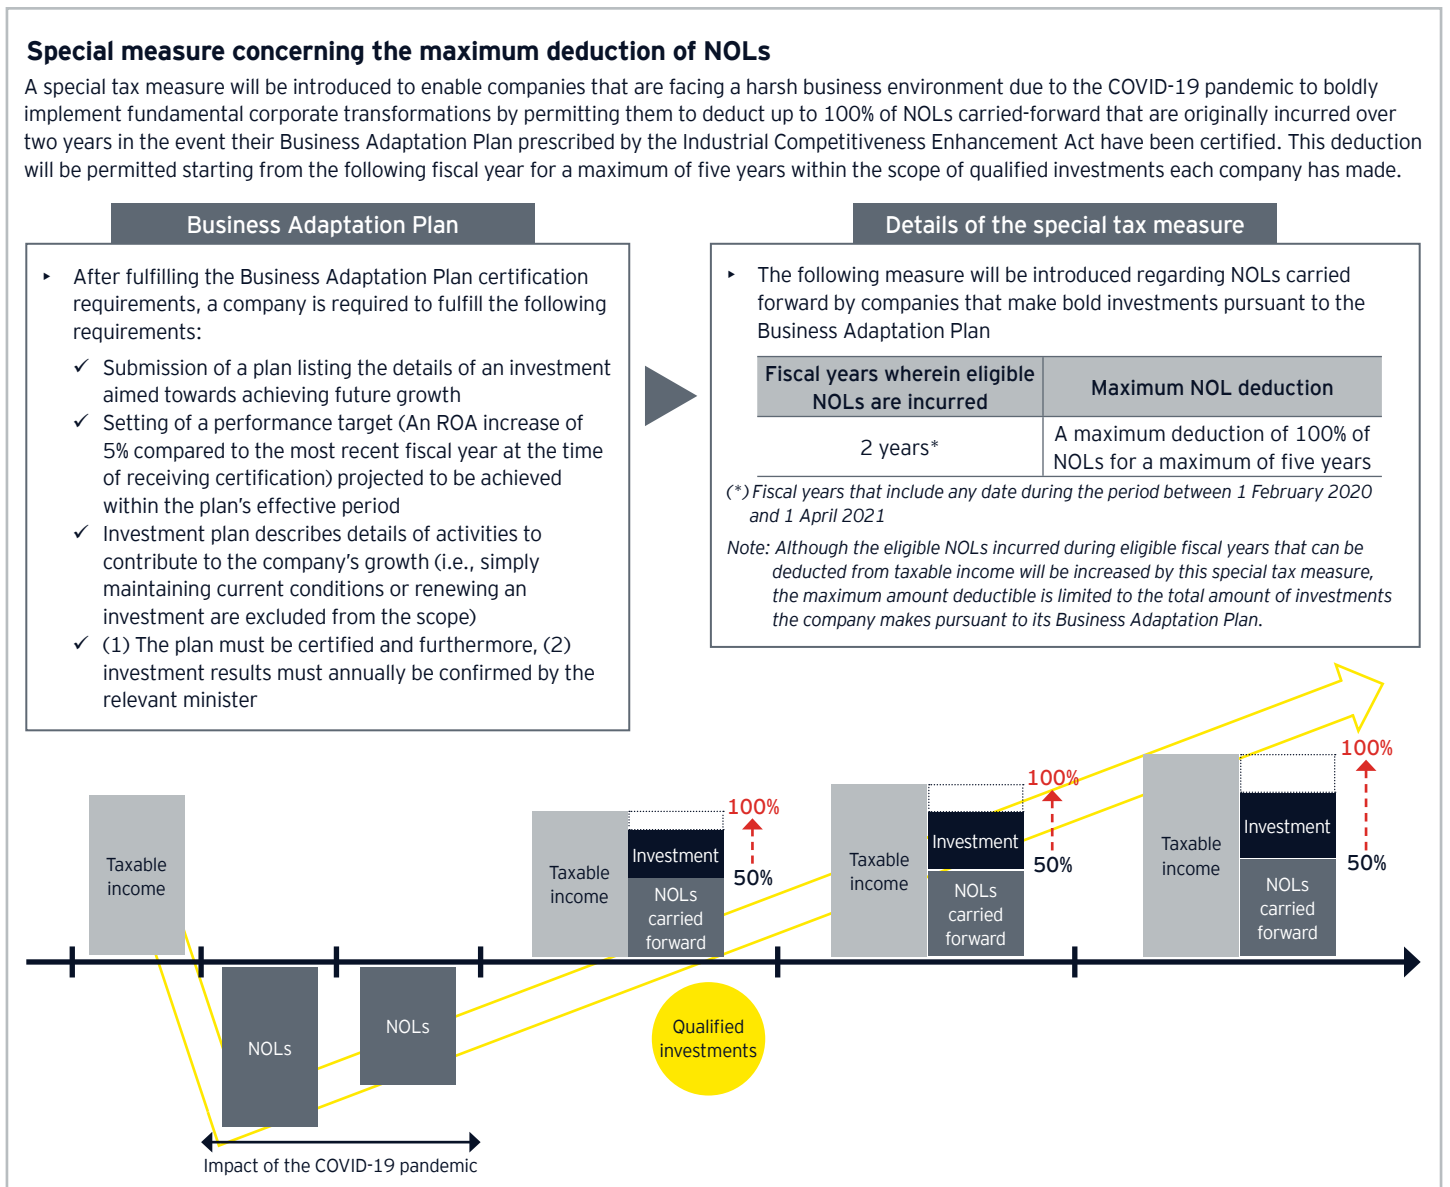 Special measure concerning the maximum deduction of NOLs
A special tax measure will be introduced to enable companies that are facing a harsh business environment due to the COVID-19 pandemic to boldly
implement fundamental corporate transformations by permitting them to deduct up to 100% of NOLs carried-forward that are originally incurred over
two years in the event their Business Adaptation Plan prescribed by the Industrial Competitiveness Enhancement Act have been certified. This deduction
will be permitted starting from the following fiscal year for a maximum of five years within the scope of qualified investments each company has made.
Business Adaptation Plan
‣ After fulfilling the Business Adaptation Plan certification
requirements, a company is required to fulfill the following
requirements:
✓ Submission of a plan listing the details of an investment
aimed towards achieving future growth
✓ Setting of a performance target (An ROA increase of
5% compared to the most recent fiscal year at the time
of receiving certification) projected to be achieved
within the plan's effective period
✓ Investment plan describes details of activities to
contribute to the company's growth (i.e., simply
maintaining current conditions or renewing an
investment are excluded from the scope)
✓ (1) The plan must be certified and furthermore, (2)
investment results must annually be confirmed by the
relevant minister
Details of the special tax measure
‣ The following measure will be introduced regarding NOLs carried
forward by companies that make bold investments pursuant to the
Business Adaptation Plan
Fiscal years wherein eligible
NOLs are incurred
Maximum NOL deduction
2 years*
A maximum deduction of 100% of
NOLs for a maximum of five years
(*) Fiscal years that include any date during the period between 1 February 2020
and 1 April 2021
Note: Although the eligible NOLs incurred during eligible fiscal years that can be
deducted from taxable income will be increased by this special tax measure,
the maximum amount deductible is limited to the total amount of investments
the company makes pursuant to its Business Adaptation Plan.
Taxable
income
NOLs
NOLs
Impact of the COVID-19 pandemic
Taxable
income
Investment
NOLs
carried
forward
100%
50%
Qualified
investments
Taxable
income
Investment
NOLs
carried
forward
100%
50%
Taxable
income
Investment
NOLs
carried
forward
100%
50%